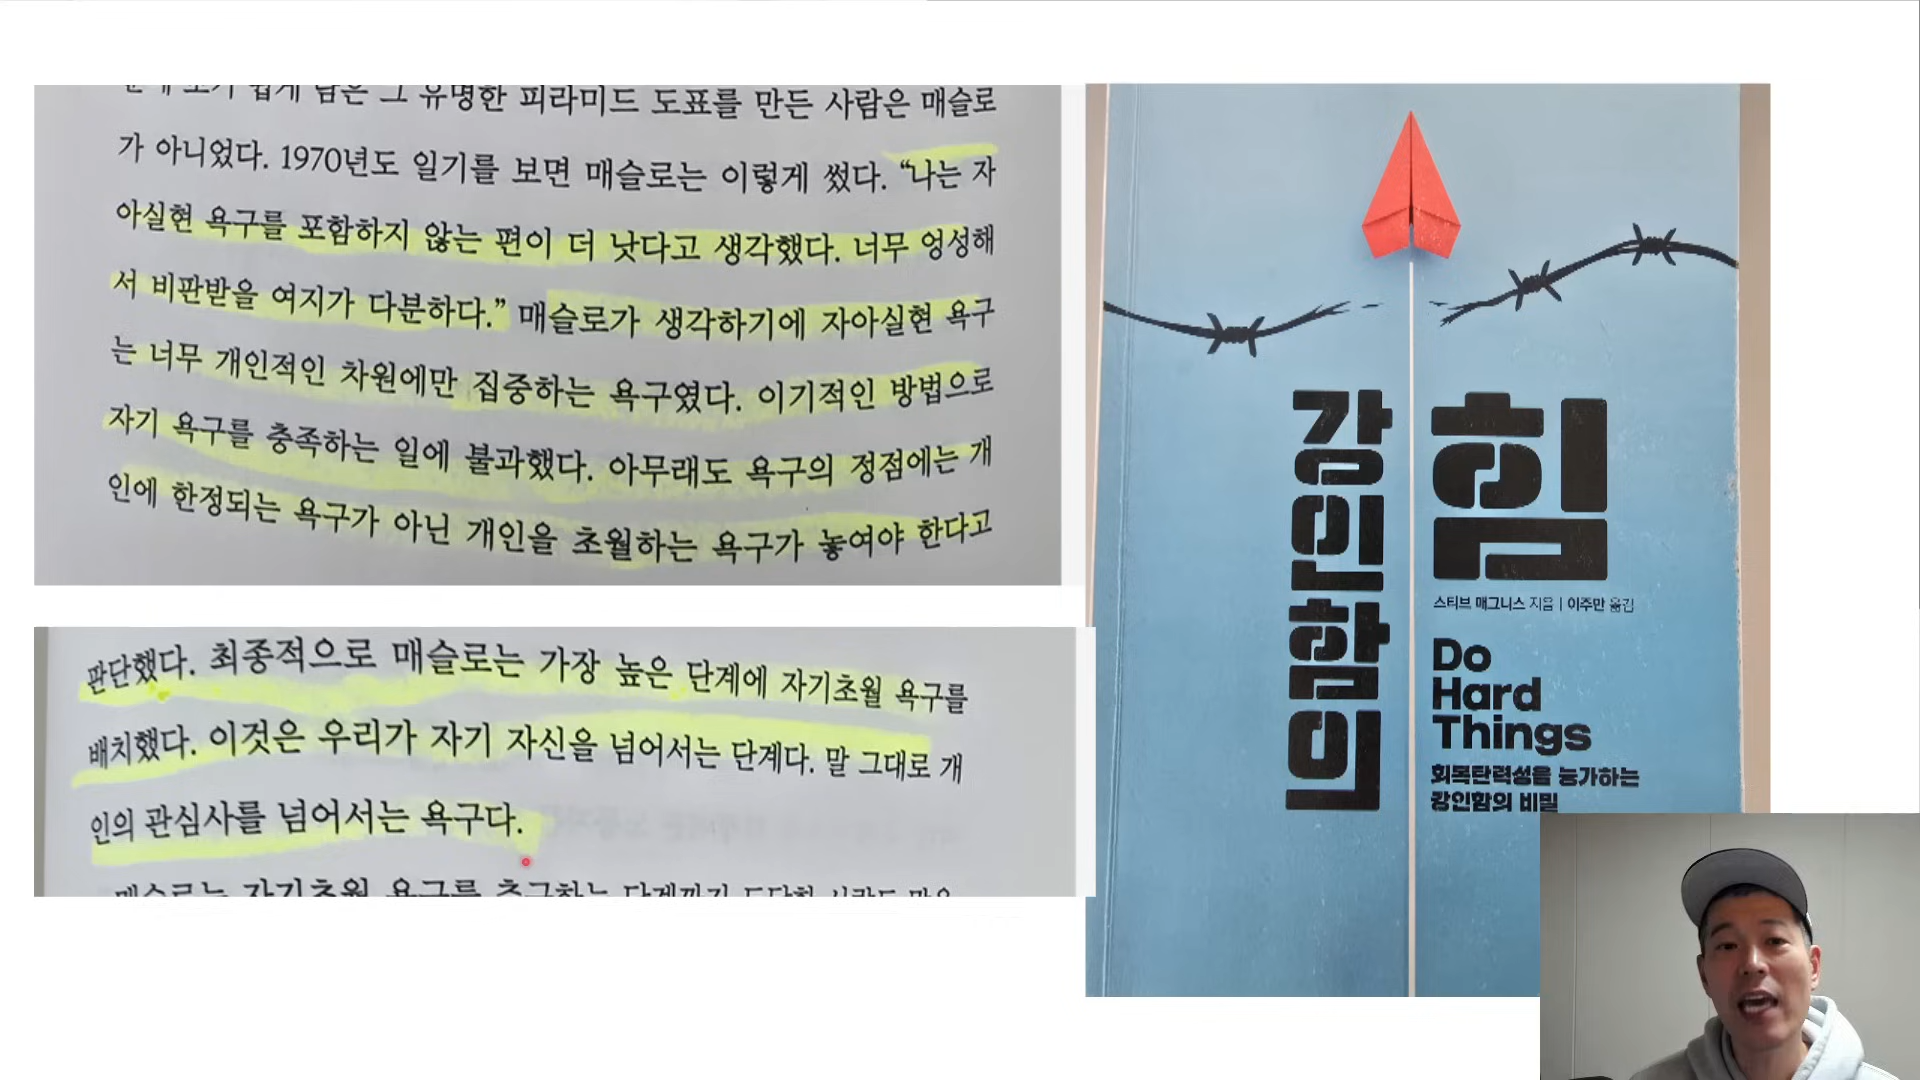 그 유명한 피라미드 도표를 만든 사람은 매슬로
가 아니었다. 1970년도 일기를 보면 매슬로는 이렇게 썼다. “나는 자
아실현 욕구를 포함하지 않는 편이 더 낫다고 생각했다. 너무 엉성해
서 비판받을 여지가 다분하다.” 매슬로가 생각하기에 자아실현 욕구
는 너무 개인적인 차원에만 집중하는 욕구였다. 이기적인 방법으로
자기 욕구를 충족하는 일에 불과했다. 아무래도 욕구의 정점에는 개
인에 한정되는 욕구가 아닌 개인을 초월하는 욕구가 놓여야 한다고
판단했다. 최종적으로 매슬로는 가장 높은 단계에 자기초월 욕구를
배치했다. 이것은 우리가 자기 자신을 넘어서는 단계다. 말 그대로 개
인의 관심사를 넘어서는 욕구다.
매슬로는 자기초월 욕구를
강인함의
힘
스티브 매그니스 지음 | 이주만 옮김
Do
Hard
Things
회복탄력성을 능가하는
강인함의 비밀